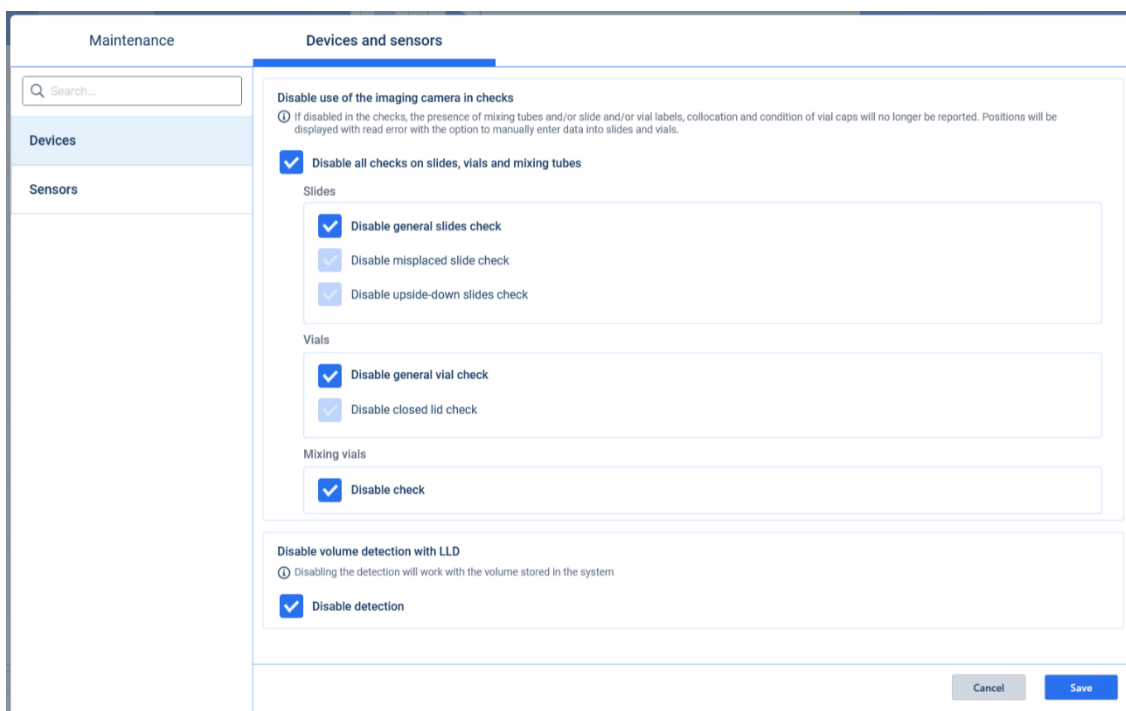 Maintenance
Devices and sensors
Search...
Devices
Sensors
Disable use of the imaging camera in checks
If disabled in the checks, the presence of mixing tubes and/or slide and/or vial labels, collocation and condition of vial caps will no longer be reported. Positions will be
displayed with read error with the option to manually enter data into slides and vials.
Disable all checks on slides, vials and mixing tubes
Slides
Disable general slides check
Disable misplaced slide check
Disable upside-down slides check
Vials
Disable general vial check
Disable closed lid check
Mixing vials
Disable check
Disable volume detection with LLD
Disabling the detection will work with the volume stored in the system
Disable detection
Cancel
Save